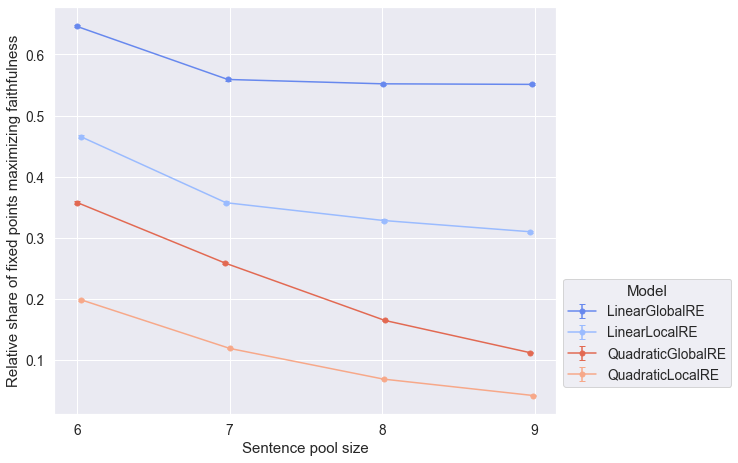 Relative share of fixed points maximizing faithfulness
0.6
0.5
0.4
0.3
0.2
0.1
6 7 8 9
Sentence pool size
Model
LinearGlobalRE
LinearLocalRE
QuadraticGlobalRE
QuadraticLocalRE